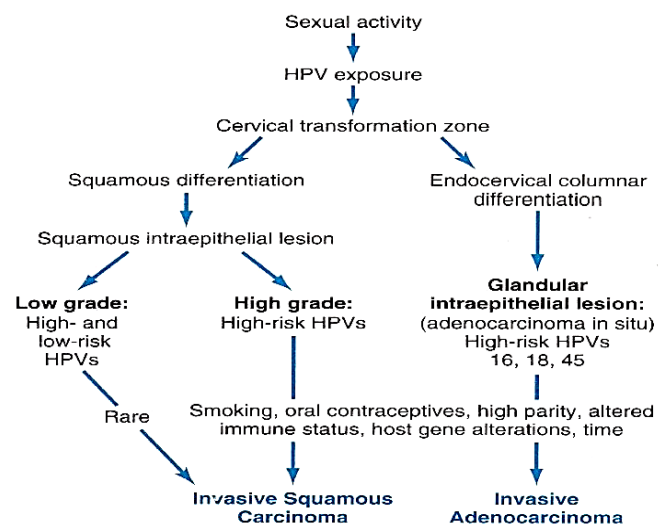 Sexual activity
HPV exposure
Cervical transformation zone
Squamous differentiation
Endocervical columnar
differentiation
Squamous intraepithelial lesion
Low grade:
High- and
low-risk
HPVs
High grade:
High-risk HPVs
Glandular
intraepithelial lesion:
(adenocarcinoma in situ)
High-risk HPVs
16, 18, 45
Rare
Smoking, oral contraceptives, high parity, altered
immune status, host gene alterations, time
Invasive Squamous
Carcinoma
Invasive
Adenocarcinoma